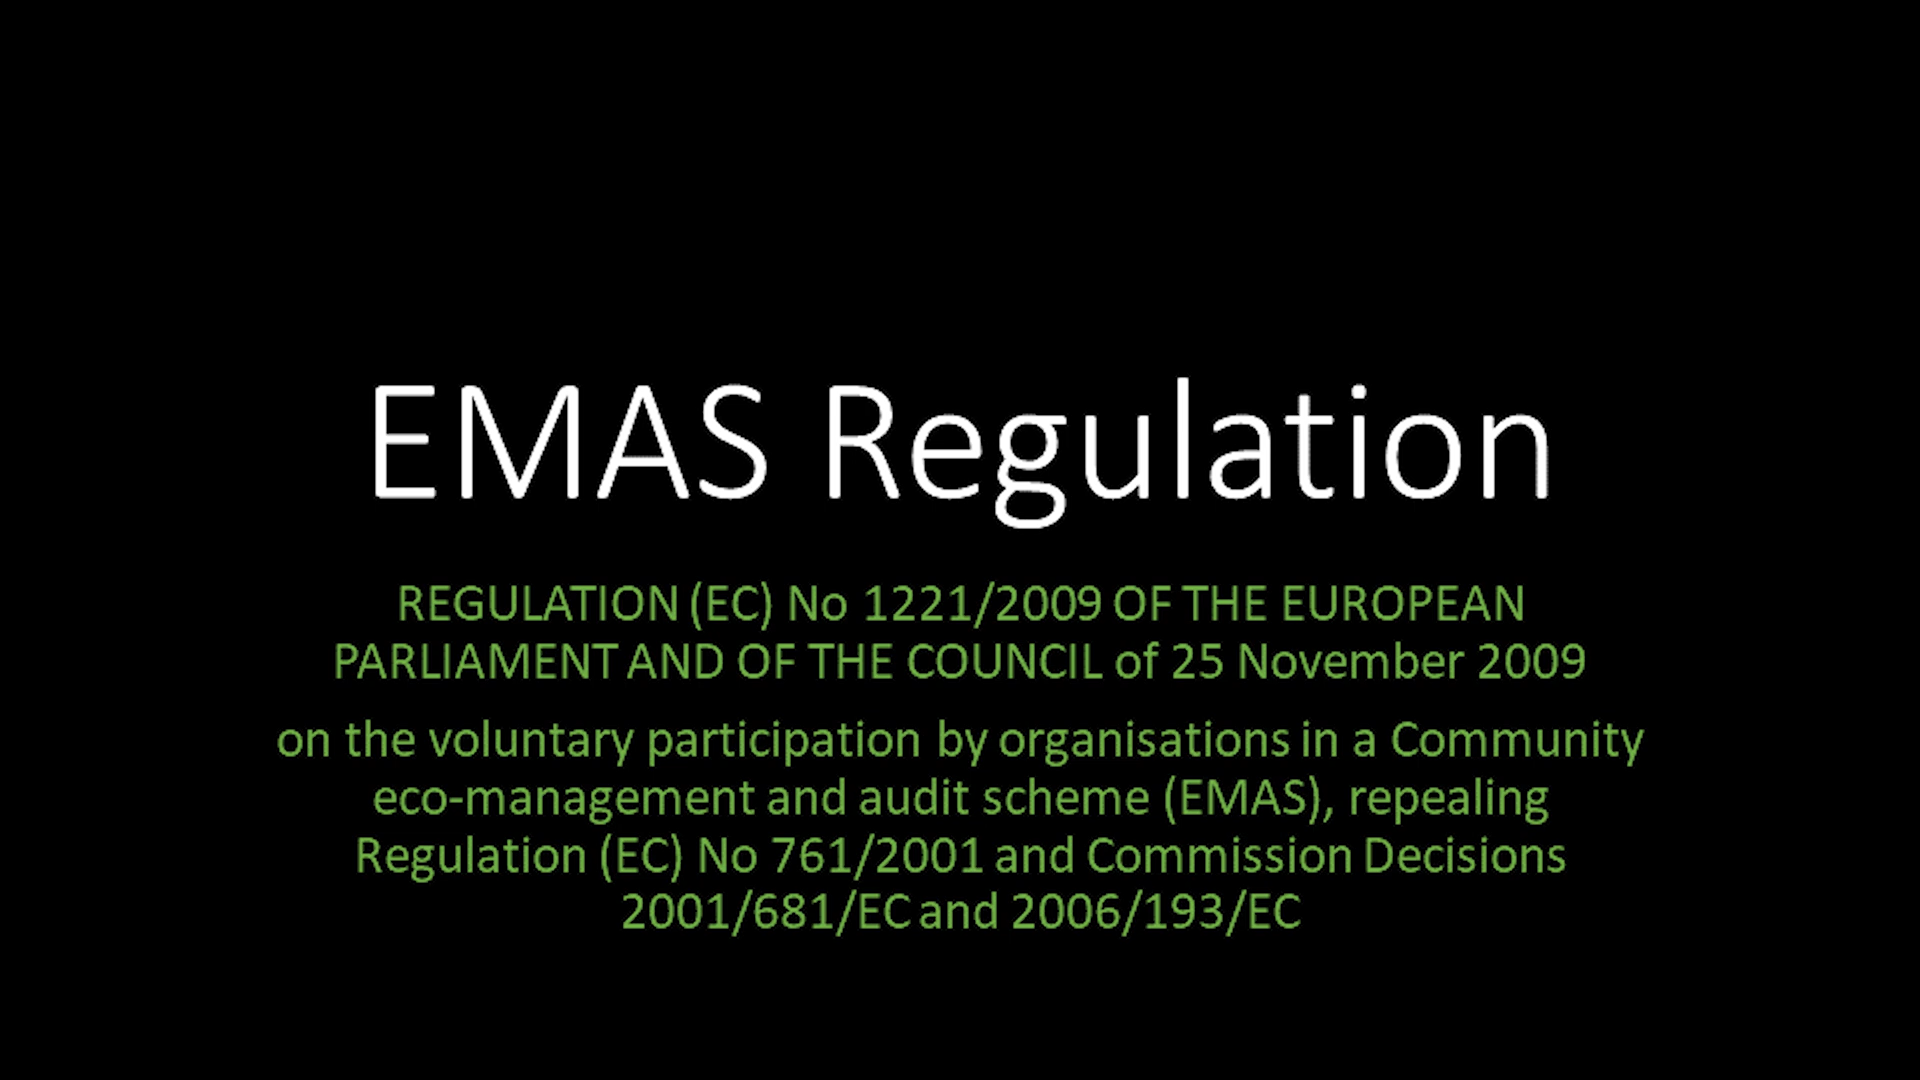 EMAS Regulation
REGULATION (EC) No 1221/2009 OF THE EUROPEAN
PARLIAMENT AND OF THE COUNCIL of 25 November 2009
on the voluntary participation by organisations in a Community
eco-management and audit scheme (EMAS), repealing
Regulation (EC) No 761/2001 and Commission Decisions
2001/681/EC and 2006/193/EC